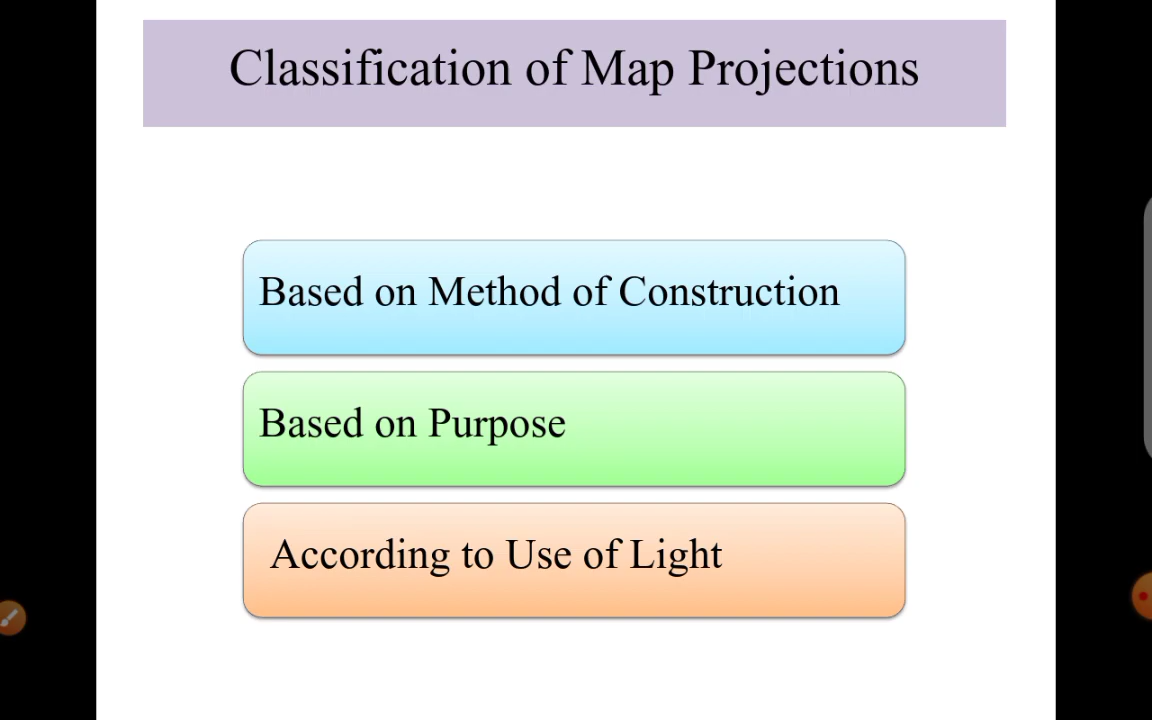 Classification of Map Projections
Based on Method of Construction
Based on Purpose
According to Use of Light